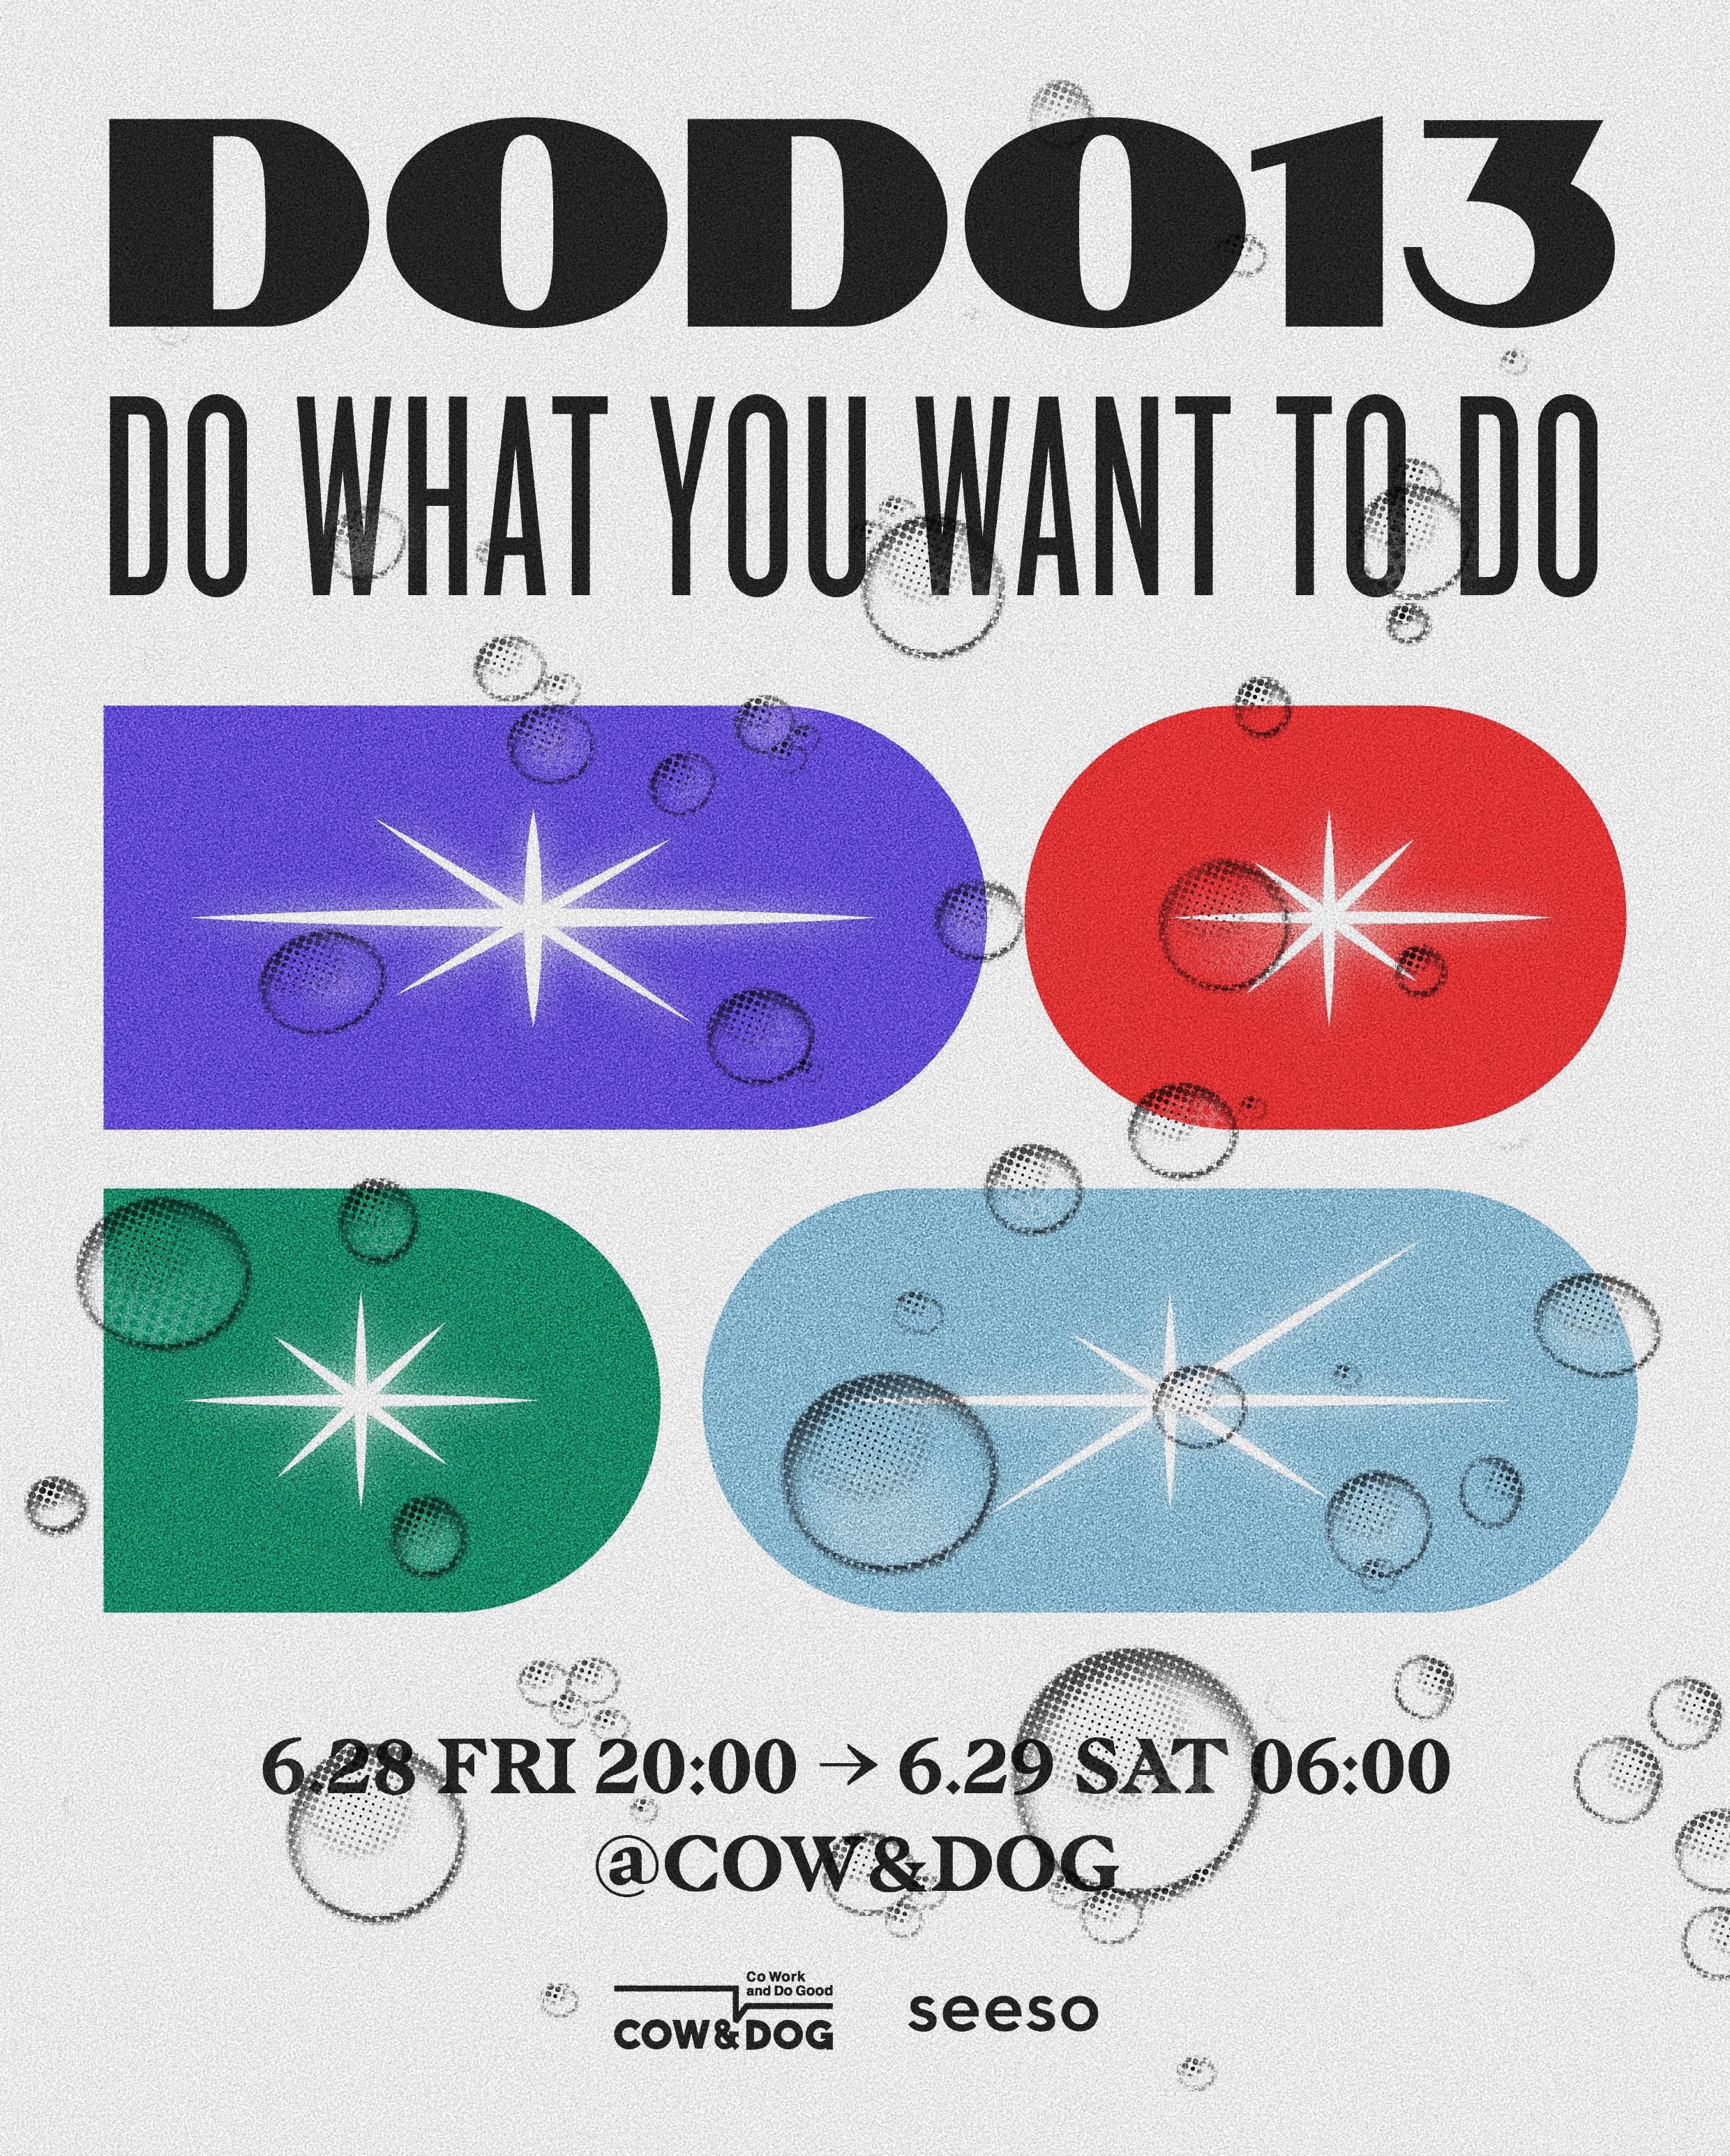 DODO13
DO WHAT YOU WANT TO DO
6.28 FRI 20:00 → 6.29 SAT 06:00
@COW&DOG
Co Work
and Do Good
COW&DOG
seeso